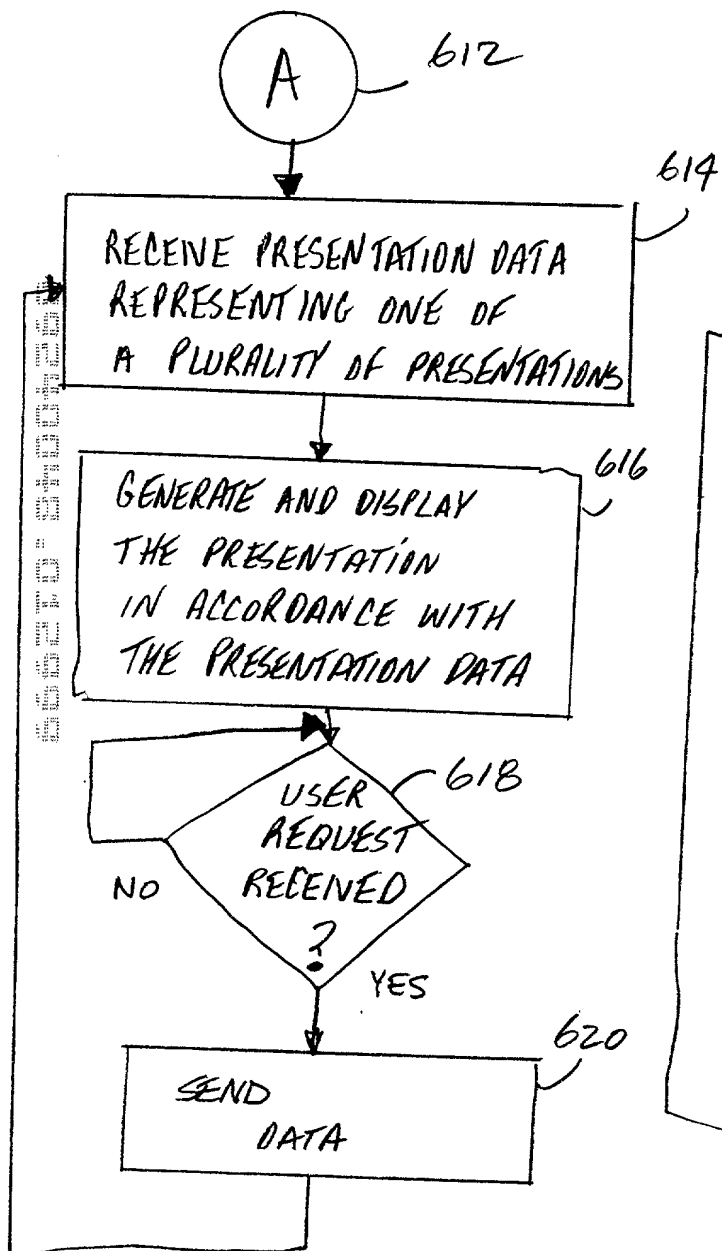 A
612
614
RECEIVE PRESENTATION DATA
REPRESENTING ONE OF
A PLURALITY OF PRESENTATIONS
616
GENERATE AND DISPLAY
THE PRESENTATION
IN ACCORDANCE WITH
THE PRESENTATION DATA
618
USER
REQUEST
RECEIVED
?
NO
YES
620
SEND
DATA